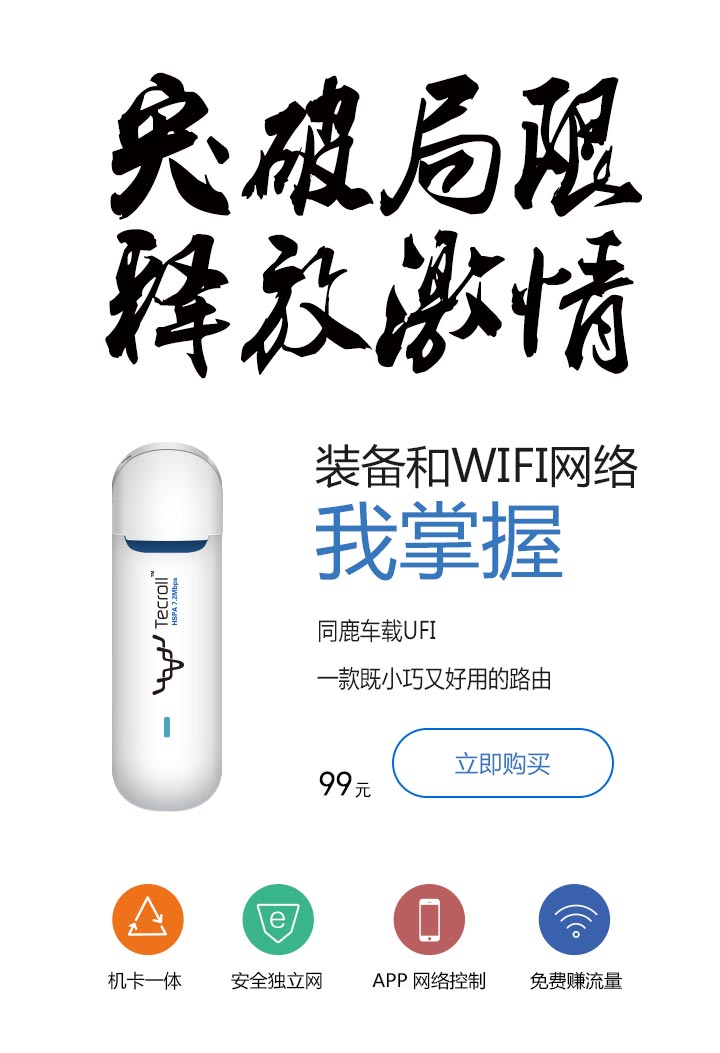 突破局限
释放激情
装备和WIFI网络
我掌握
Tecroll™
HSPA 7.2Mbps
同鹿车载UFI
一款既小巧又好用的路由
99元
立即购买
e
机卡一体
安全独立网
APP 网络控制
免费赚流量